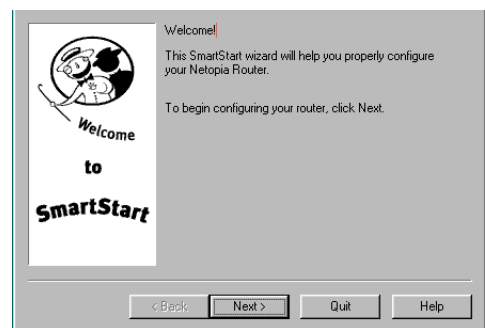 Welcome!
This SmartStart wizard will help you properly configure
your Netopia Router.
To begin configuring your router, click Next.
Welcome
to
SmartStart
< Back
Next >
Quit
Help